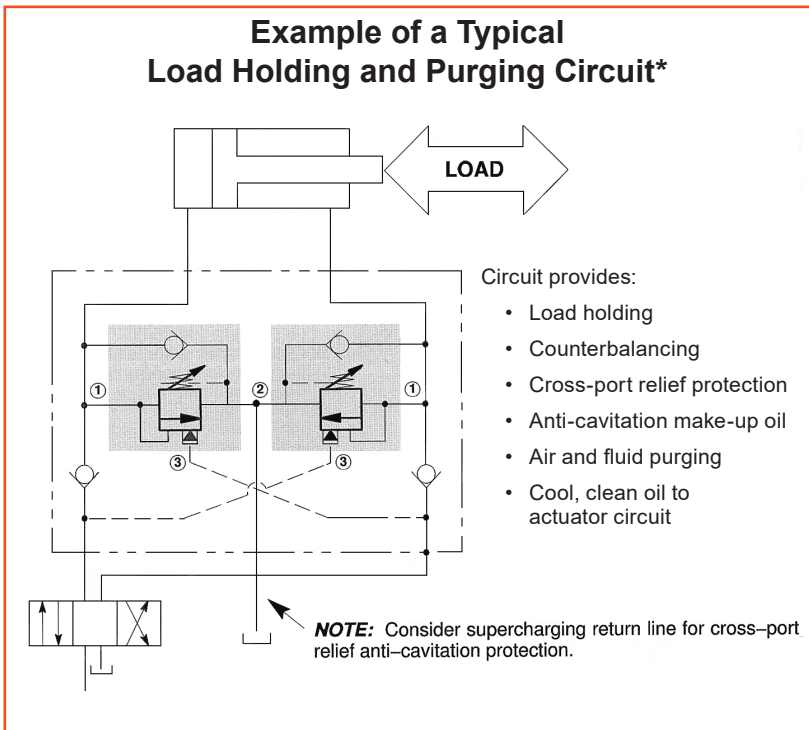 Example of a Typical
Load Holding and Purging Circuit*
LOAD
Circuit provides:
• Load holding
• Counterbalancing
• Cross-port relief protection
• Anti-cavitation make-up oil
• Air and fluid purging
• Cool, clean oil to
actuator circuit
① ② ①
③ ③
NOTE: Consider supercharging return line for cross–port
relief anti–cavitation protection.